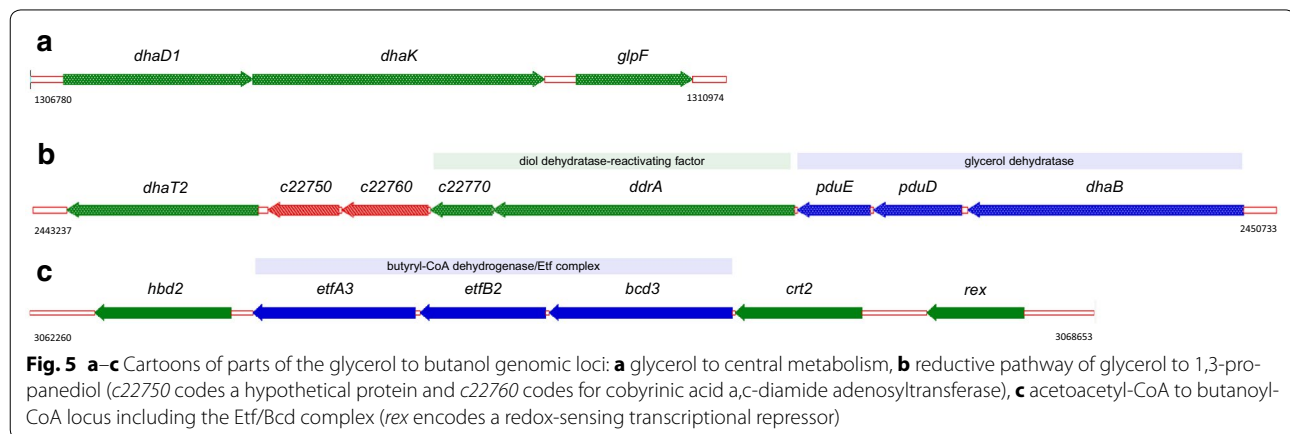 a
dhaD1 dhaK glpF
1306780 1310974
b
diol dehydratase-reactivating factor glycerol dehydratase
dhaT2 c22750 c22760 c22770 ddrA pduE pduD dhaB
2443237 2450733
c
butyryl-CoA dehydrogenase/Etf complex
hbd2 etfA3 etfB2 bcd3 crt2 rex
3062260 3068653
Fig. 5 a–c Cartoons of parts of the glycerol to butanol genomic loci: a glycerol to central metabolism, b reductive pathway of glycerol to 1,3-pro-
panediol (c22750 codes a hypothetical protein and c22760 codes for cobyrinic acid a,c-diamide adenosyltransferase), c acetoacetyl-CoA to butanoyl-
CoA locus including the Etf/Bcd complex (rex encodes a redox-sensing transcriptional repressor)